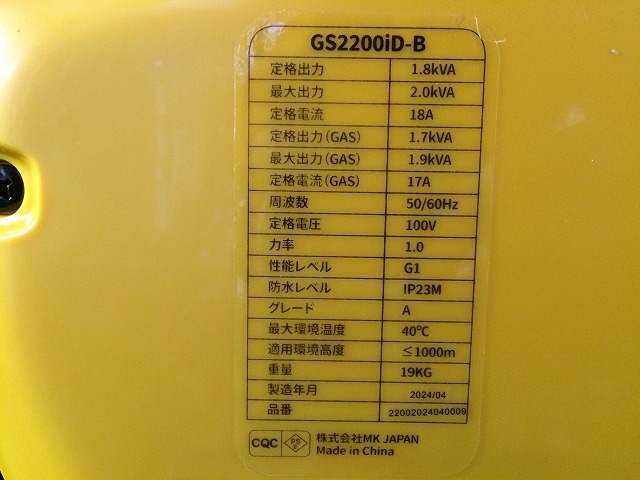 GS2200iD-B
定格出力 1.8kVA
最大出力 2.0kVA
定格電流 18A
定格出力(GAS) 1.7kVA
最大出力(GAS) 1.9kVA
定格電流(GAS) 17A
周波数 50/60Hz
定格電圧 100V
力率 1.0
性能レベル G1
防水レベル IP23M
グレード A
最大環境温度 40℃
適用環境高度 ≤1000m
重量 19KG
製造年月 2024/04
品番 22002024040009
CQC PS E 株式会社MK JAPAN
Made in China